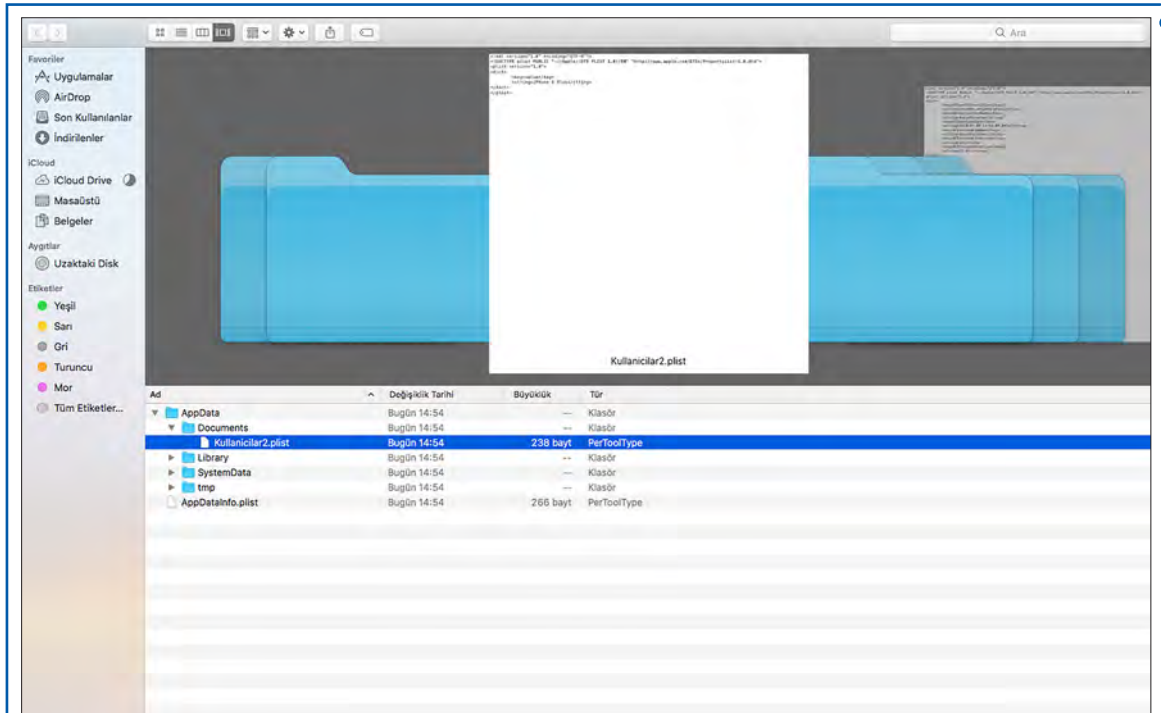 Ara
Favoriler
Uygulamalar
AirDrop
Son Kullanılanlar
İndirilenler
iCloud
iCloud Drive
Masaüstü
Belgeler
Aygıtlar
Uzaktaki Disk
Etiketler
Yeşil
Sarı
Gri
Turuncu
Mor
Tüm Etiketler...
Kullanicilar2.plist
Ad Değişiklik Tarihi Büyüklük Tür
AppData Bugün 14:54 -- Klasör
Documents Bugün 14:54 -- Klasör
Kullanicilar2.plist Bugün 14:54 238 bayt PerToolType
Library Bugün 14:54 -- Klasör
SystemData Bugün 14:54 -- Klasör
tmp Bugün 14:54 -- Klasör
AppDataInfo.plist Bugün 14:54 266 bayt PerToolType